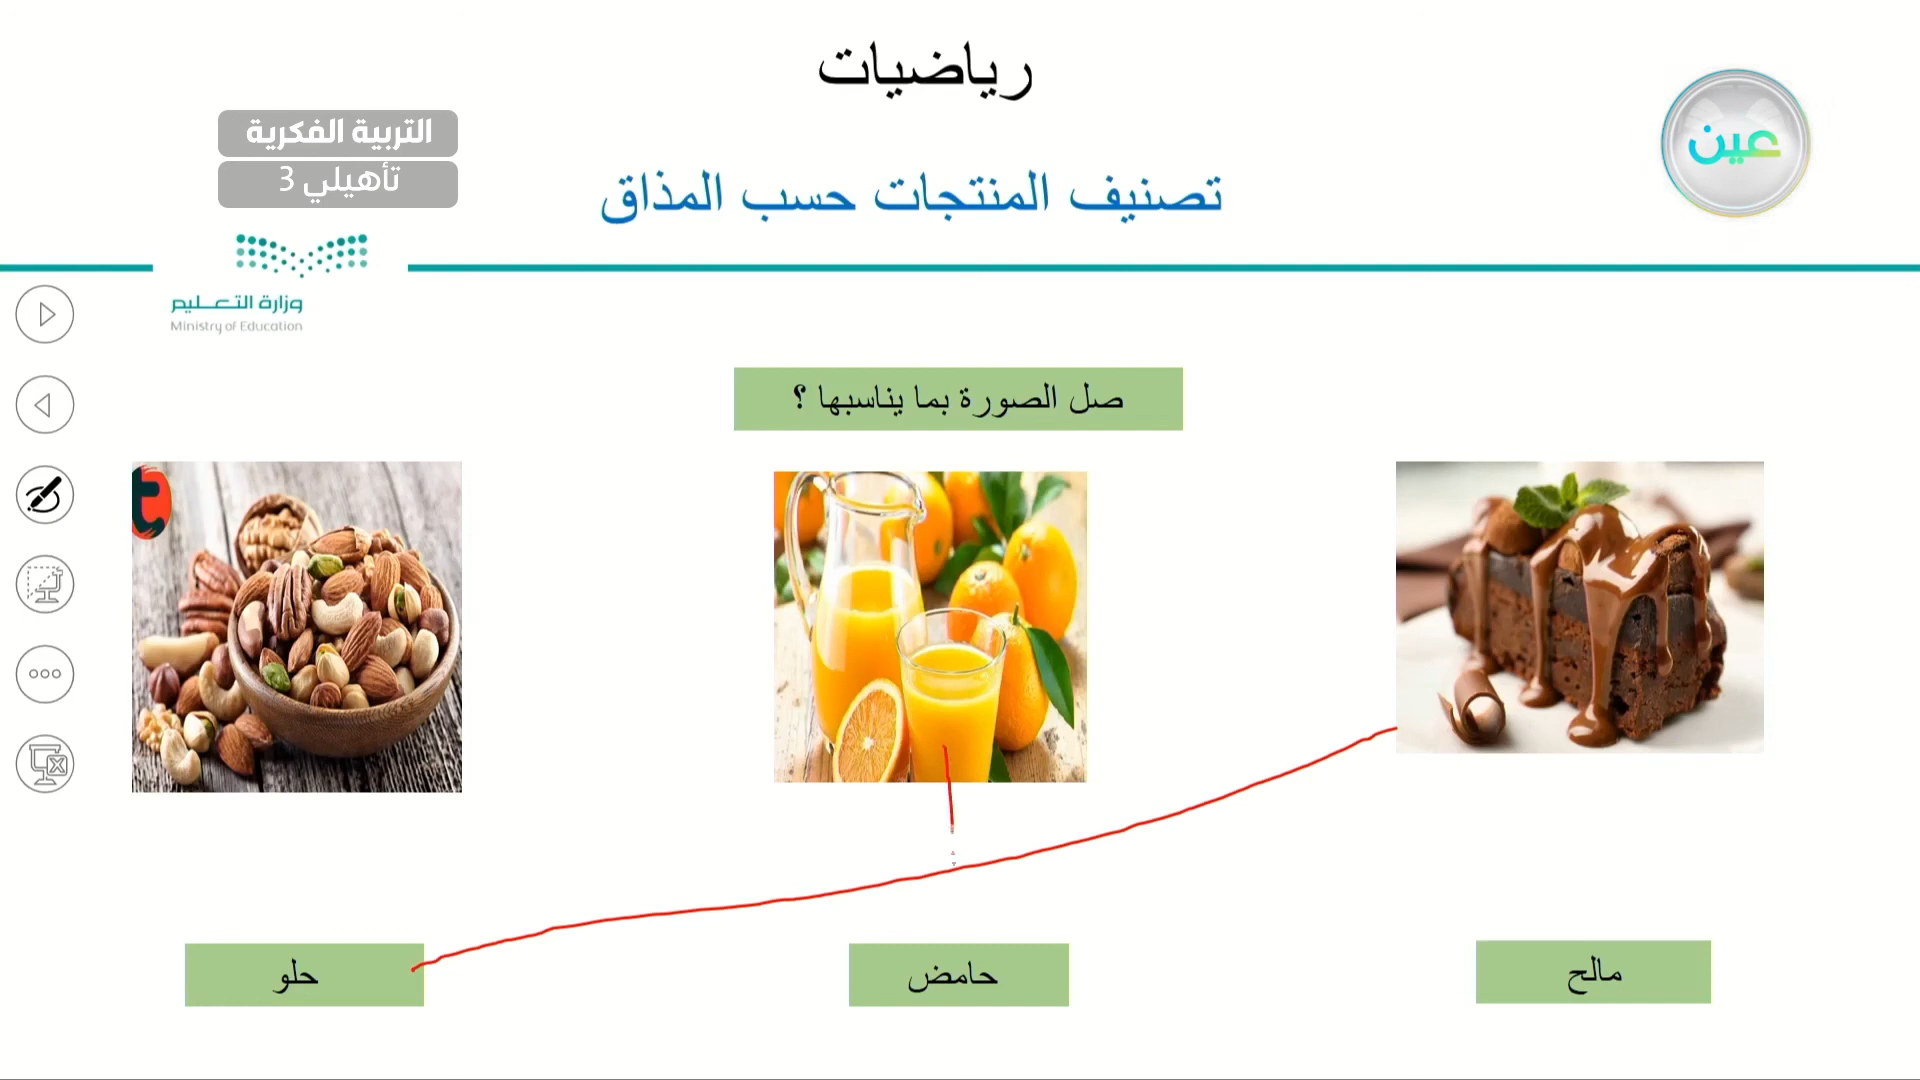 رياضيات
التربية الفكرية
تأهيلي 3
عين
تصنيف المنتجات حسب المذاق
وزارة التعليم
Ministry of Education
صل الصورة بما يناسبها ؟
t
مالح
حامض
حلو